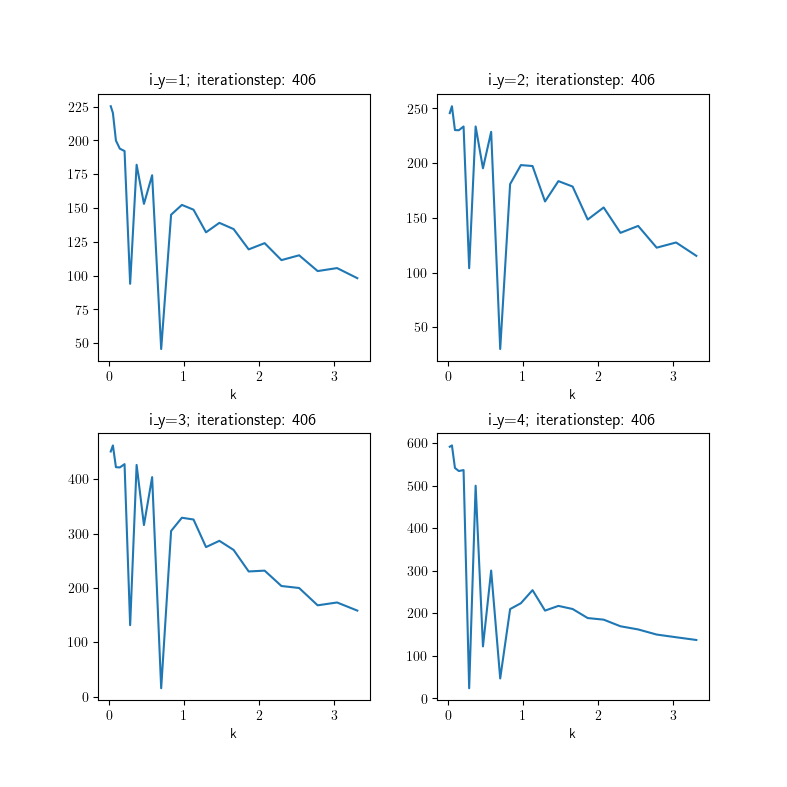 i_y=1; iterationstep: 406
225
200
175
150
125
100
75
50
0 1 2 3
k
i_y=2; iterationstep: 406
250
200
150
100
50
0 1 2 3
k
i_y=3; iterationstep: 406
400
300
200
100
0
0 1 2 3
k
i_y=4; iterationstep: 406
600
500
400
300
200
100
0
0 1 2 3
k